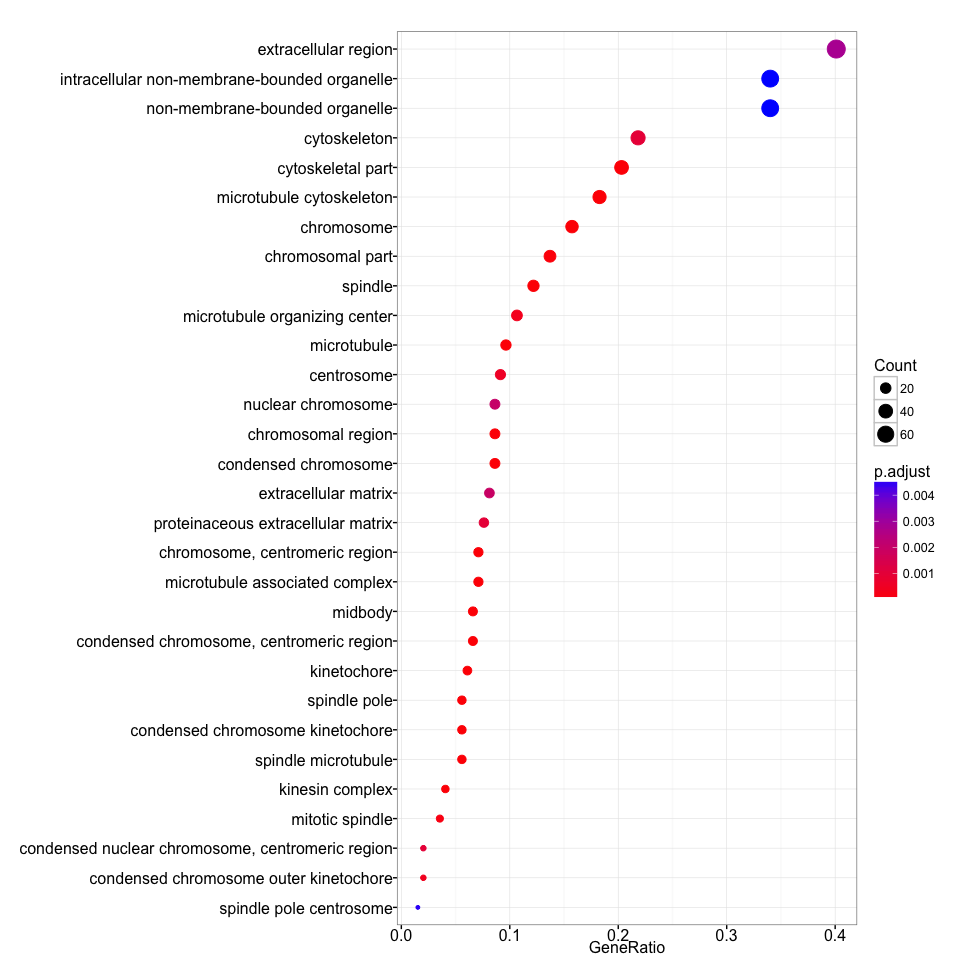 extracellular region
intracellular non-membrane-bounded organelle
non-membrane-bounded organelle
cytoskeleton
cytoskeletal part
microtubule cytoskeleton
chromosome
chromosomal part
spindle
microtubule organizing center
microtubule
centrosome
nuclear chromosome
chromosomal region
condensed chromosome
extracellular matrix
proteinaceous extracellular matrix
chromosome, centromeric region
microtubule associated complex
midbody
condensed chromosome, centromeric region
kinetochore
spindle pole
condensed chromosome kinetochore
spindle microtubule
kinesin complex
mitotic spindle
condensed nuclear chromosome, centromeric region
condensed chromosome outer kinetochore
spindle pole centrosome
0.0 0.1 0.2 0.3 0.4
GeneRatio
Count
20
40
60
p.adjust
0.004
0.003
0.002
0.001